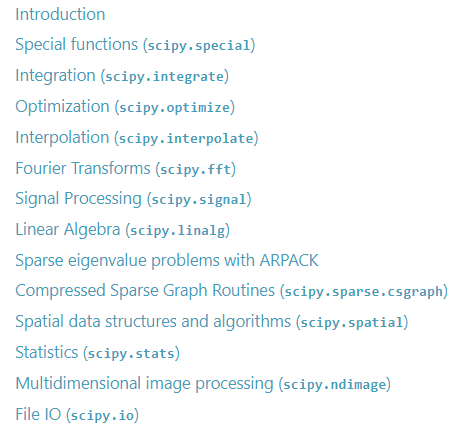 Introduction
Special functions (scipy.special)
Integration (scipy.integrate)
Optimization (scipy.optimize)
Interpolation (scipy.interpolate)
Fourier Transforms (scipy.fft)
Signal Processing (scipy.signal)
Linear Algebra (scipy.linalg)
Sparse eigenvalue problems with ARPACK
Compressed Sparse Graph Routines (scipy.sparse.csgraph)
Spatial data structures and algorithms (scipy.spatial)
Statistics (scipy.stats)
Multidimensional image processing (scipy.ndimage)
File IO (scipy.io)